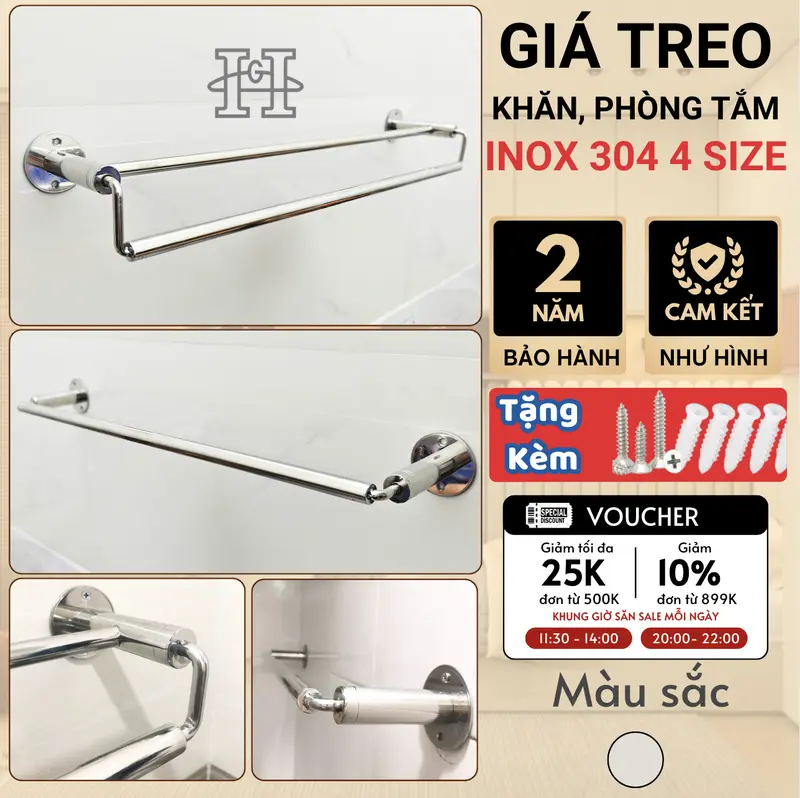 H G H
GIÁ TREO
KHĂN, PHÒNG TẮM
INOX 304 4 SIZE
2
NĂM
BẢO HÀNH
CAM KẾT
NHƯ HÌNH
Tặng
Kèm
SPECIAL
DISCOUNT
VOUCHER
Giảm tối đa
25K
đơn từ 500K
Giảm
10%
đơn từ 899K
KHUNG GIỜ SĂN SALE MỖI NGÀY
11:30 - 14:00
20:00- 22:00
Màu sắc